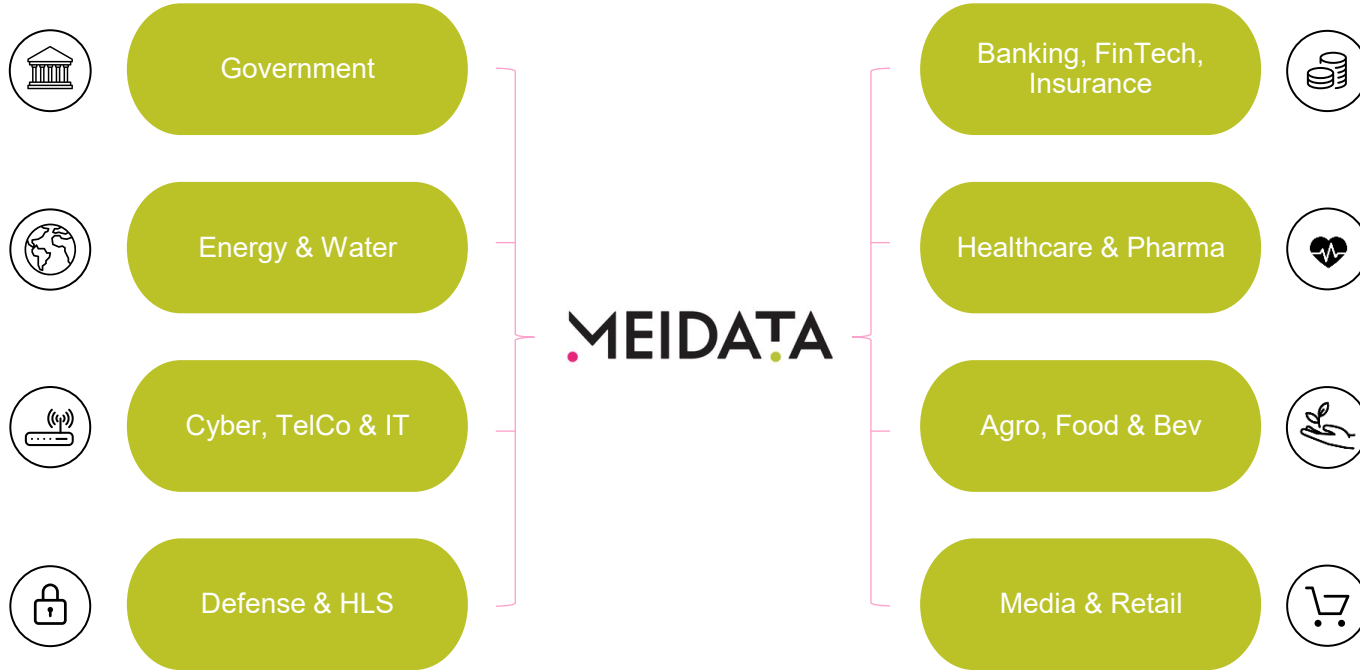 Government
Energy & Water
Cyber, TelCo & IT
Defense & HLS
MEIDATA
Banking, FinTech,
Insurance
Healthcare & Pharma
Agro, Food & Bev
Media & Retail